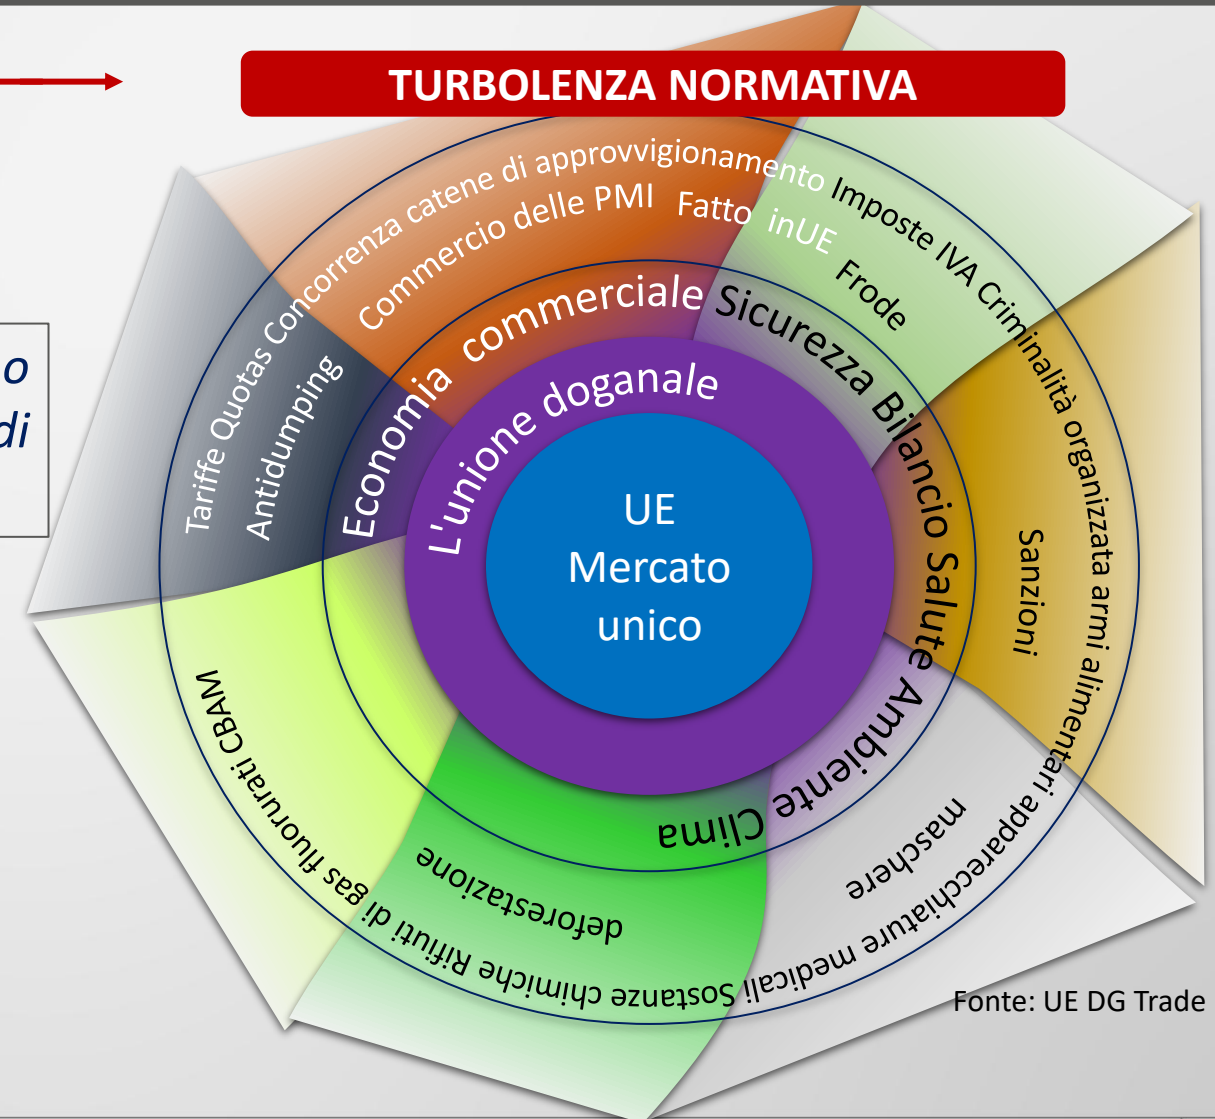 TURBOLENZA NORMATIVA
o
di
Tariffe Quotas Concorrenza catene di approvvigionamento Imposte IVA Criminalità organizzata armi alimentari apparecchiature medicali Sostanze chimiche Rifiuti di gas fluorurati CBAM
Antidumping
Commercio delle PMI
Fatto inUE
Frode
Sanzioni
maschere
deforestazione
Economia commerciale Sicurezza Bilancio Salute Ambiente Clima
L'unione doganale
UE
Mercato
unico
Fonte: UE DG Trade